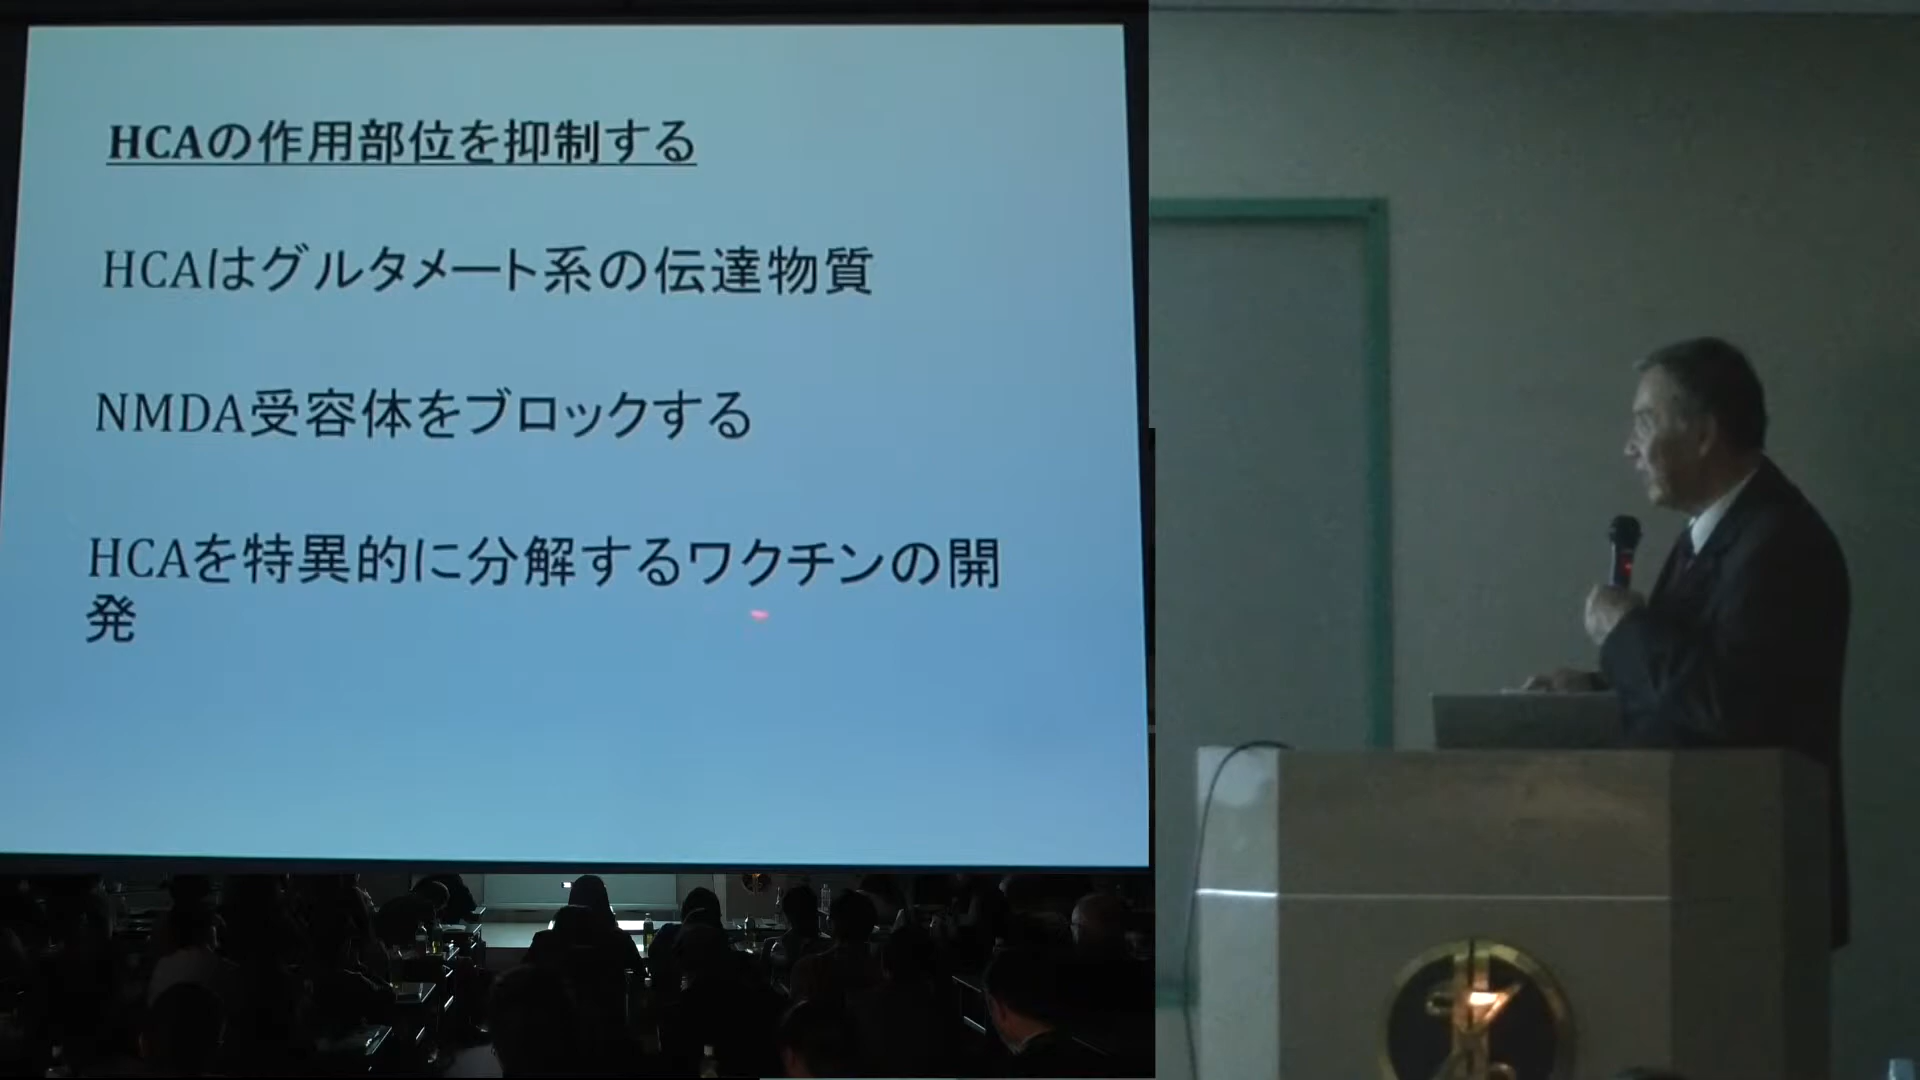 HCAの作用部位を抑制する
HCAはグルタメート系の伝達物質
NMDA受容体をブロックする
HCAを特異的に分解するワクチンの開
発